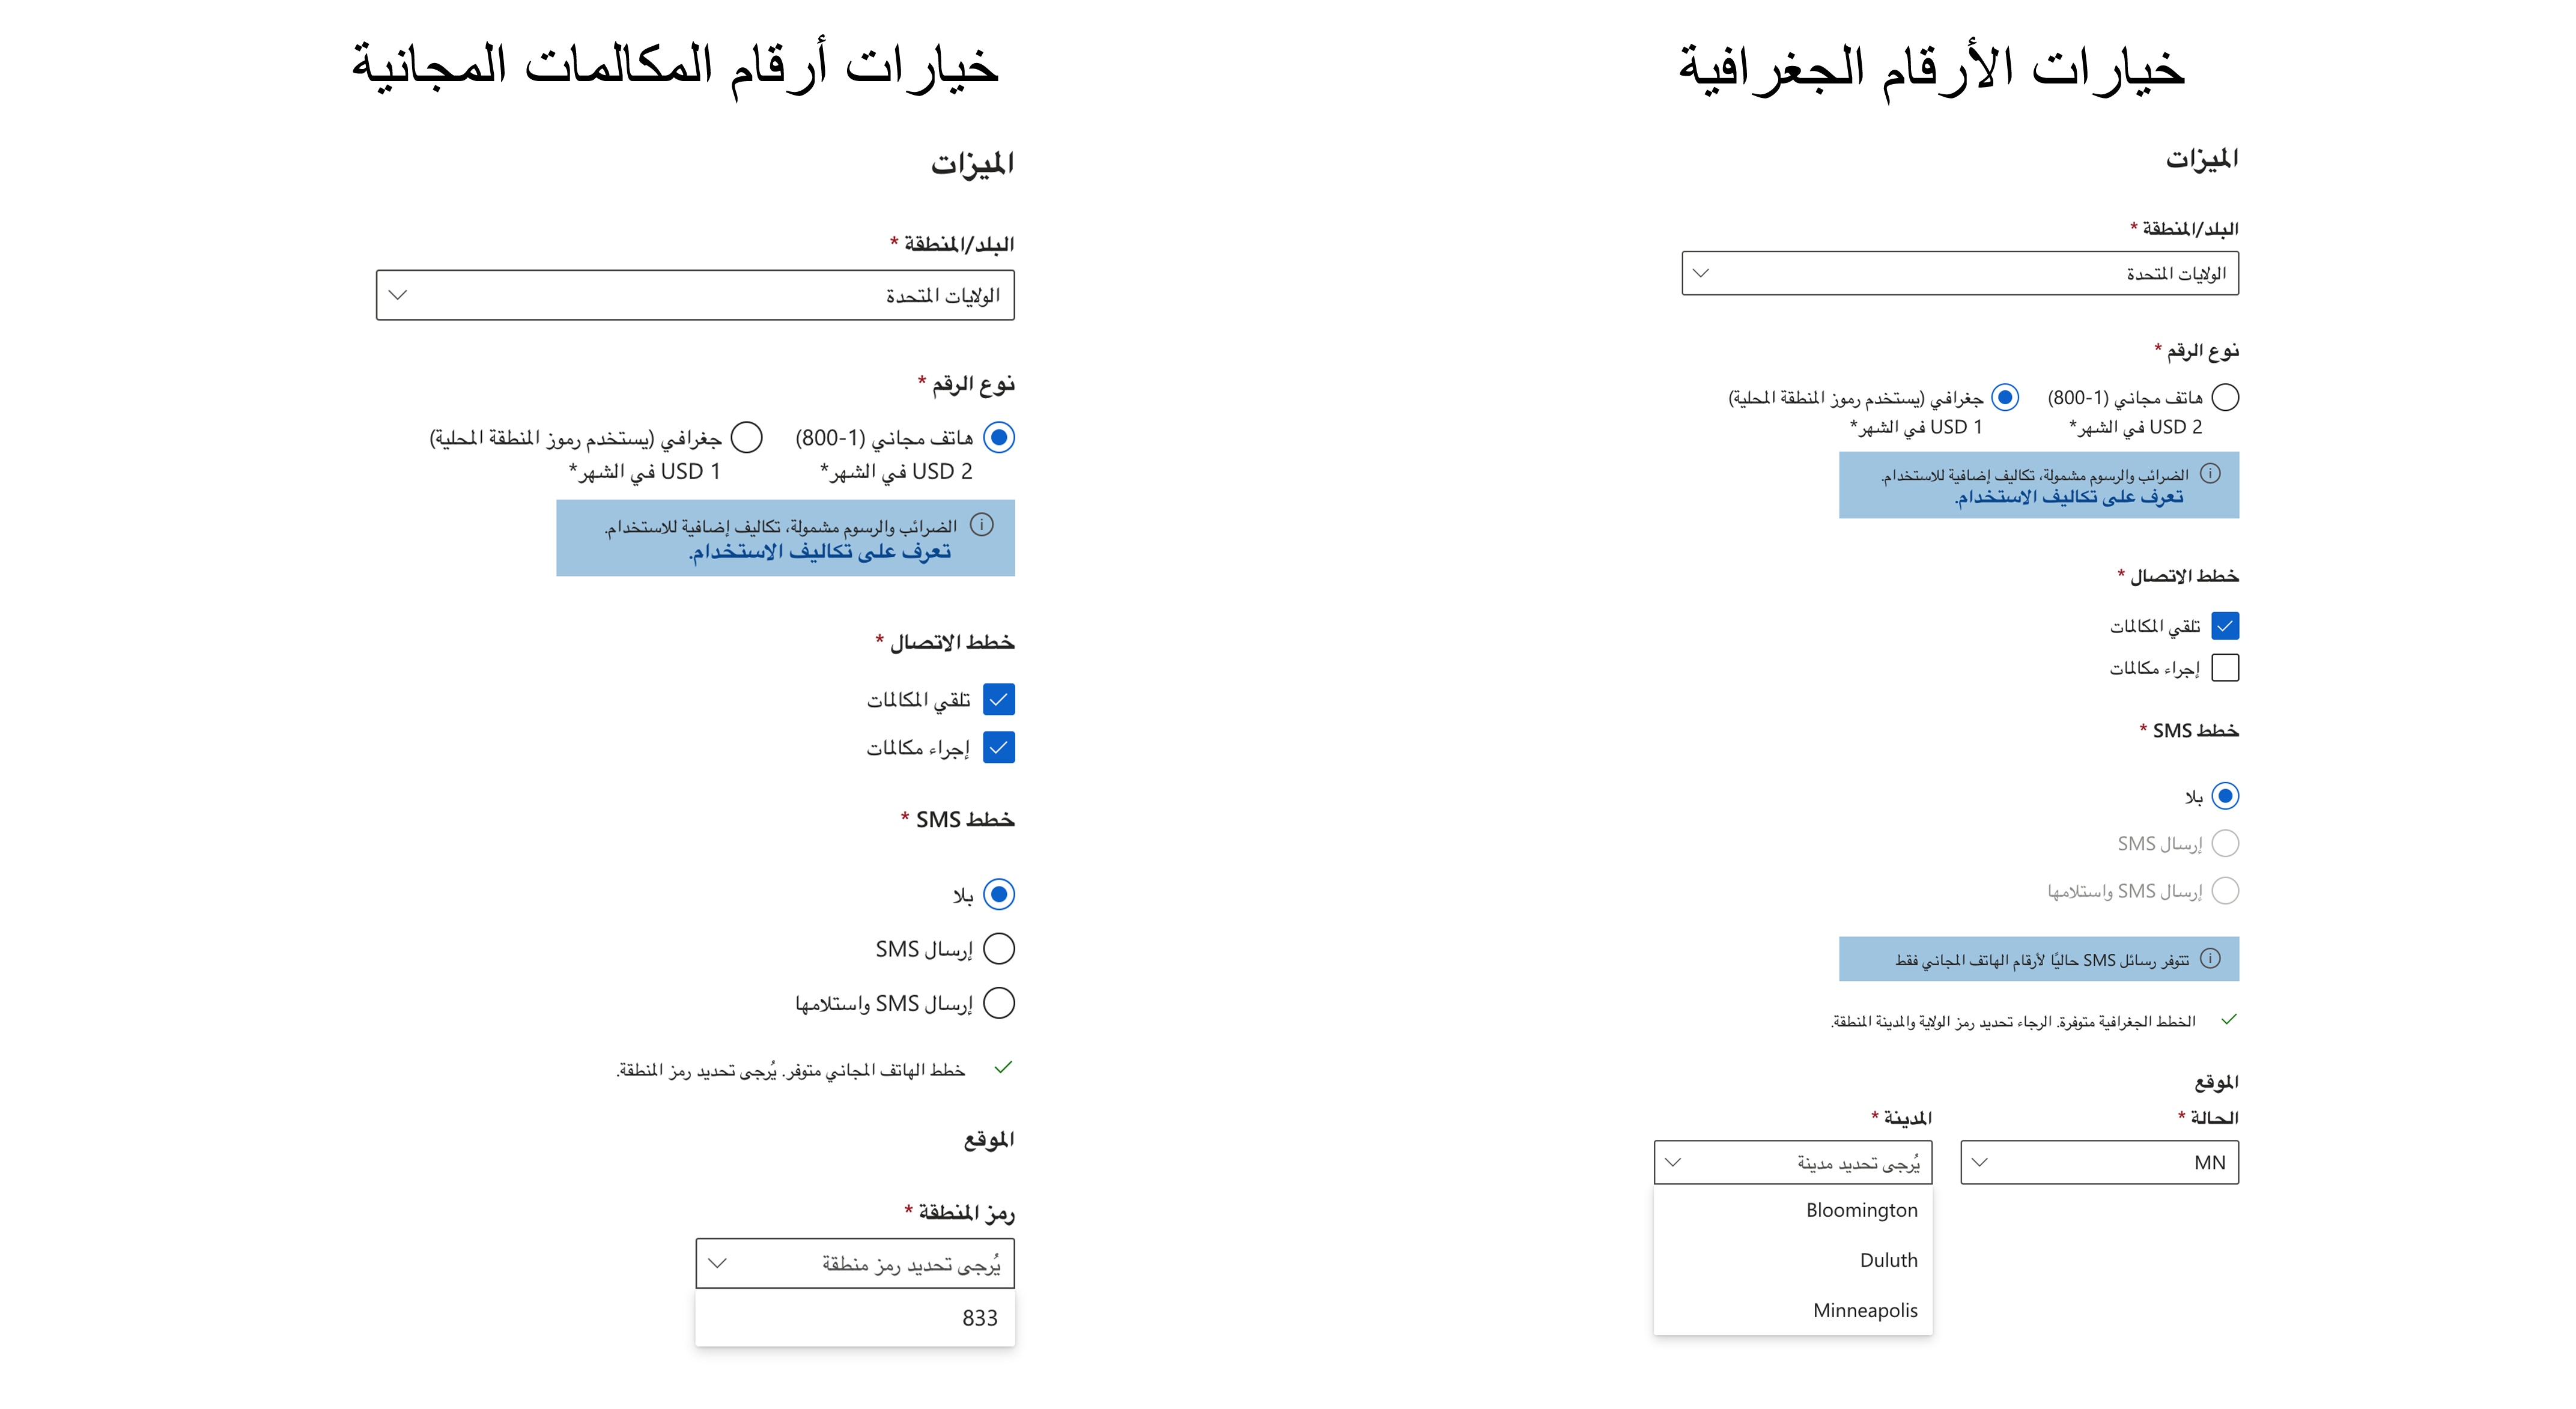 خيارات الأرقام الجغرافية
الميزات
البلد/المنطقة *
الولايات المتحدة
نوع الرقم *
هاتف مجاني (1-800)
2 USD في الشهر*
جغرافي (يستخدم رموز المنطقة المحلية)
1 USD في الشهر*
الضرائب والرسوم مشمولة، تكاليف إضافية للاستخدام.
تعرف على تكاليف الاستخدام.
خطط الاتصال *
تلقي المكالمات
إجراء مكالمات
خطط SMS *
بلا
إرسال SMS
إرسال SMS واستلامها
تتوفر رسائل SMS حاليًا لأرقام الهاتف المجاني فقط
الخطط الجغرافية متوفرة. الرجاء تحديد رمز الولاية والمدينة المنطقة.
الموقع
الحالة *
MN
المدينة *
يُرجى تحديد مدينة
Bloomington
Duluth
Minneapolis
خيارات أرقام المكالمات المجانية
الميزات
البلد/المنطقة *
الولايات المتحدة
نوع الرقم *
هاتف مجاني (1-800)
2 USD في الشهر*
جغرافي (يستخدم رموز المنطقة المحلية)
1 USD في الشهر*
الضرائب والرسوم مشمولة، تكاليف إضافية للاستخدام.
تعرف على تكاليف الاستخدام.
خطط الاتصال *
تلقي المكالمات
إجراء مكالمات
خطط SMS *
بلا
إرسال SMS
إرسال SMS واستلامها
خطط الهاتف المجاني متوفر. يُرجى تحديد رمز المنطقة.
الموقع
رمز المنطقة *
يُرجى تحديد رمز منطقة
833